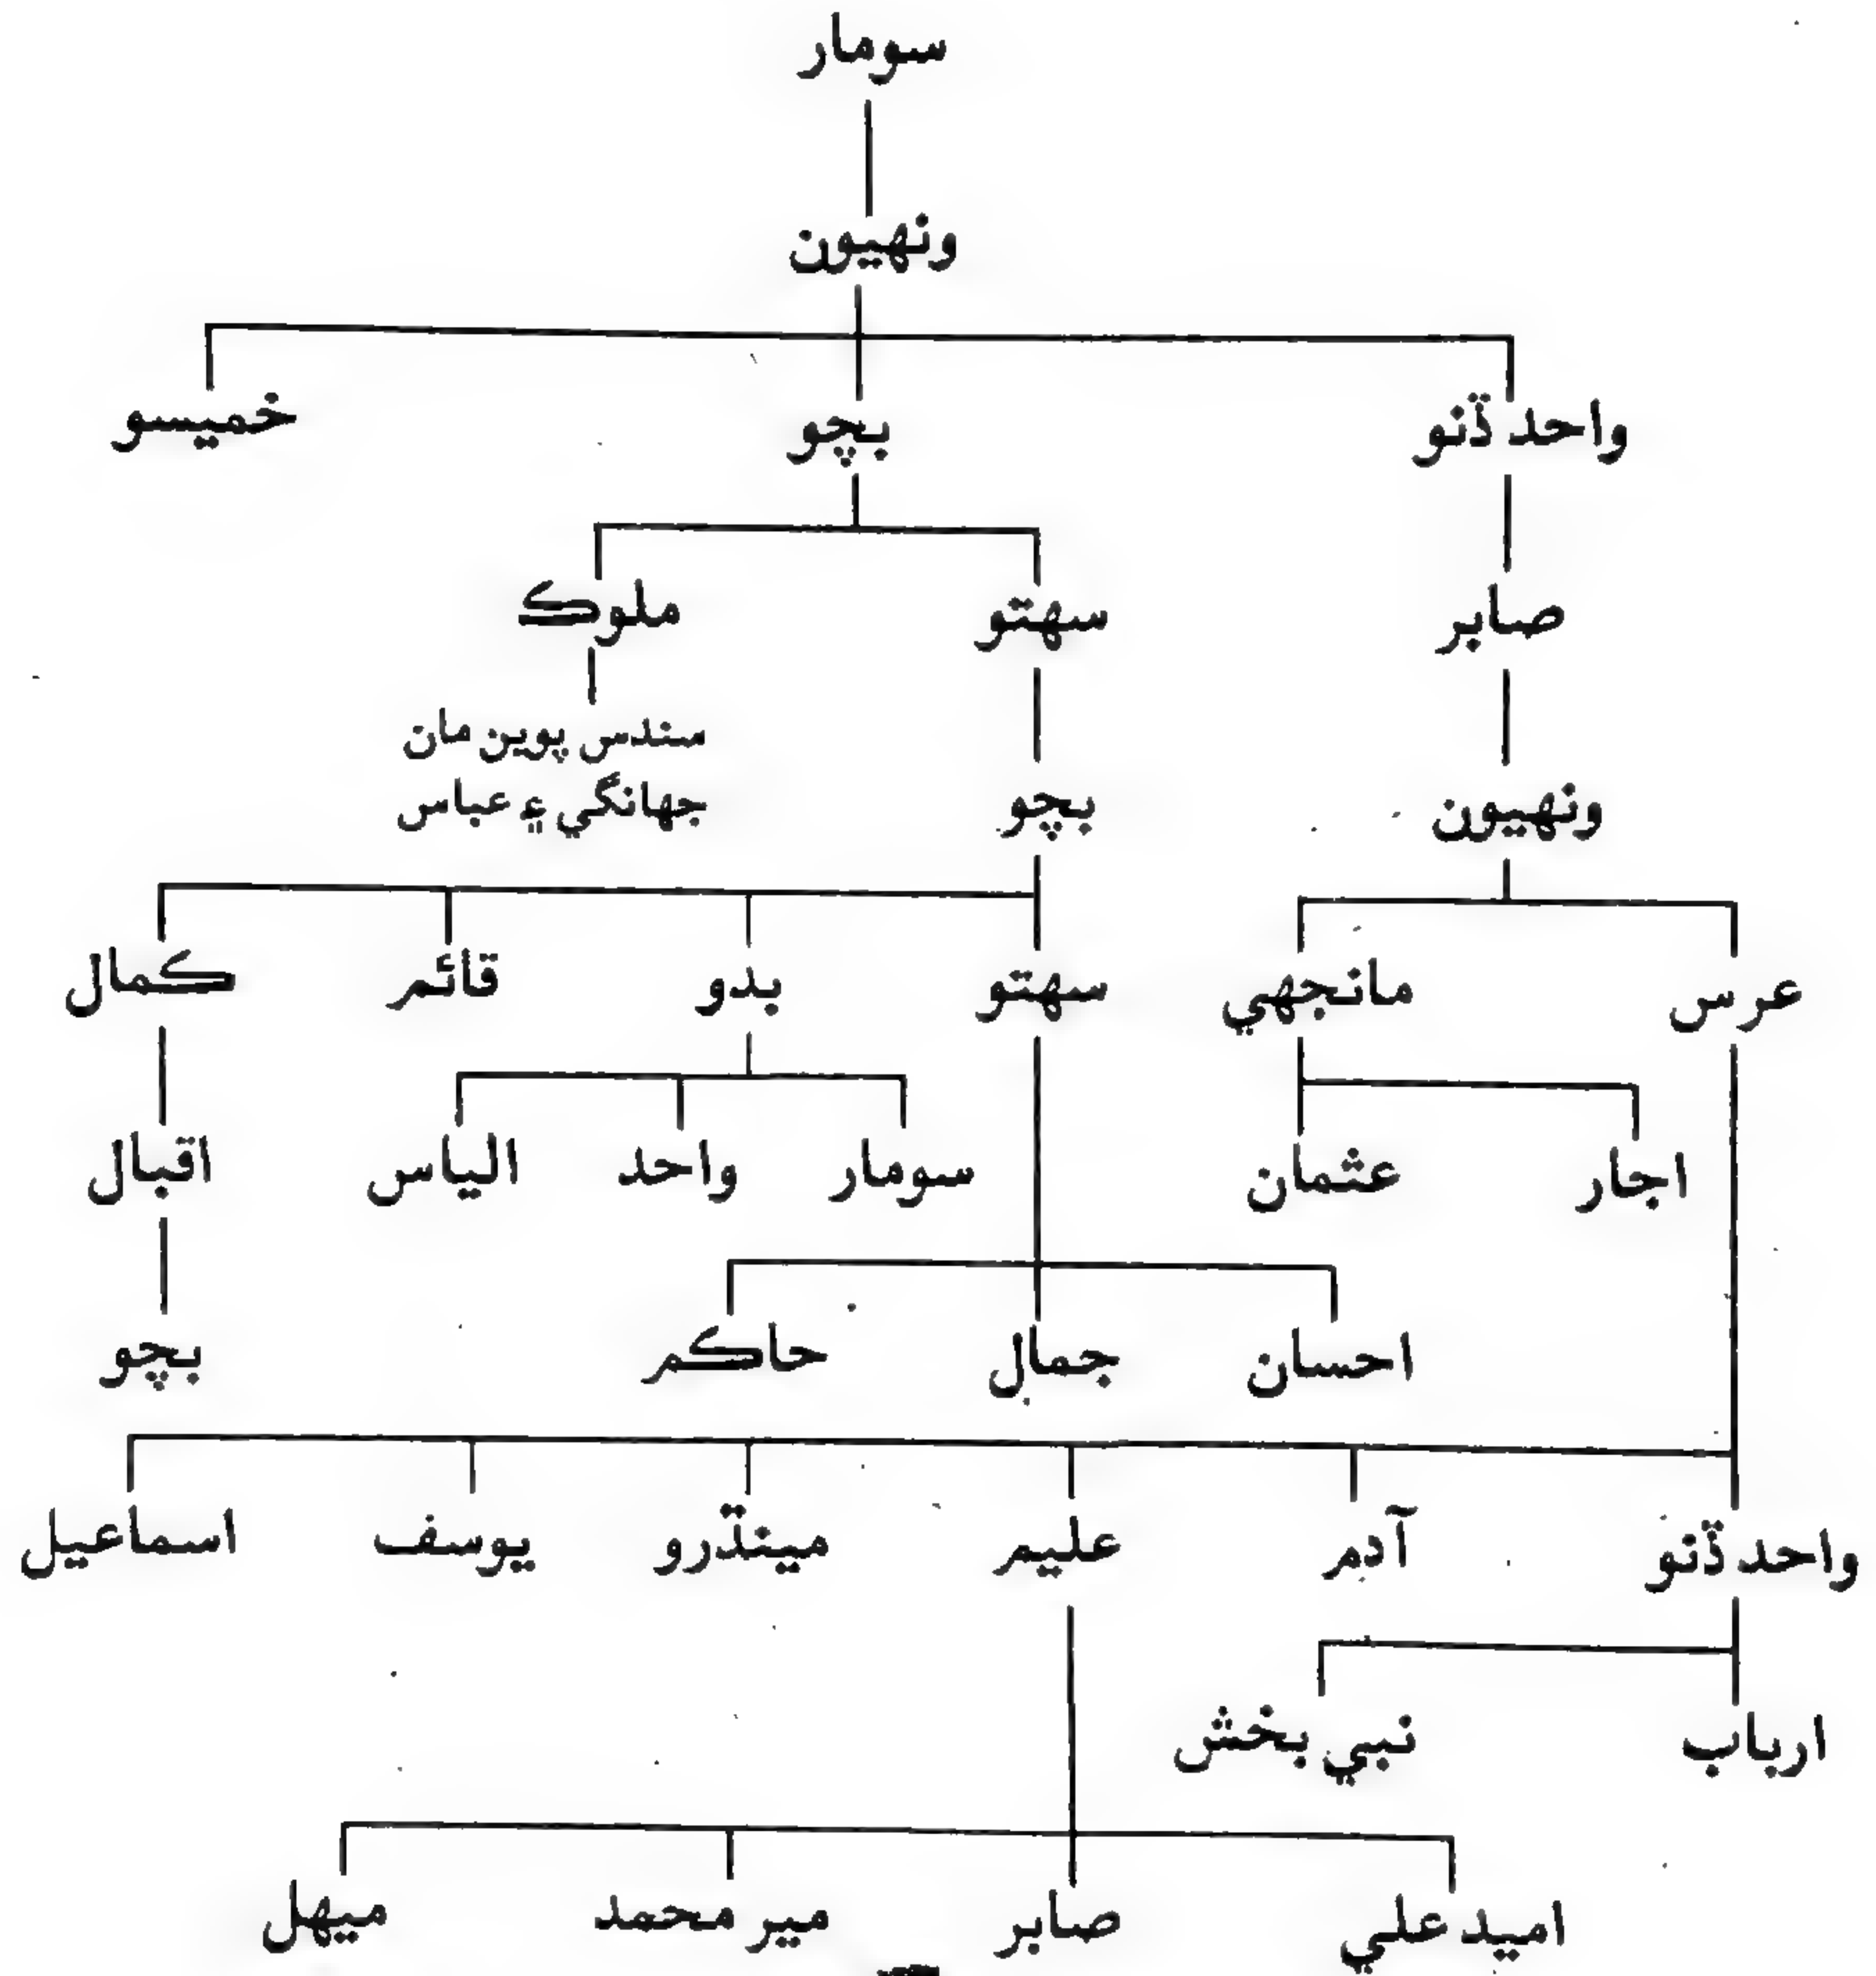 سومار
ونهيون
واحد ڏنو
بچو
خميسو
صابر
سهتو
ملوڪ
سندس پوين مان
جهانگي ۽ عباس
ونهيون
بچو
عرس
مانجهي
سهتو
بدو
قائم
ڪمال
اجار
عثمان
سومار
واحد
الياس
اقبال
احسان
جمال
حاڪم
بچو
واحد ڏنو
آدم
عليم
مينڌرو
يوسف
اسماعيل
ارباب
نبي بخش
اميد علي
صابر
مير محمد
ميهل